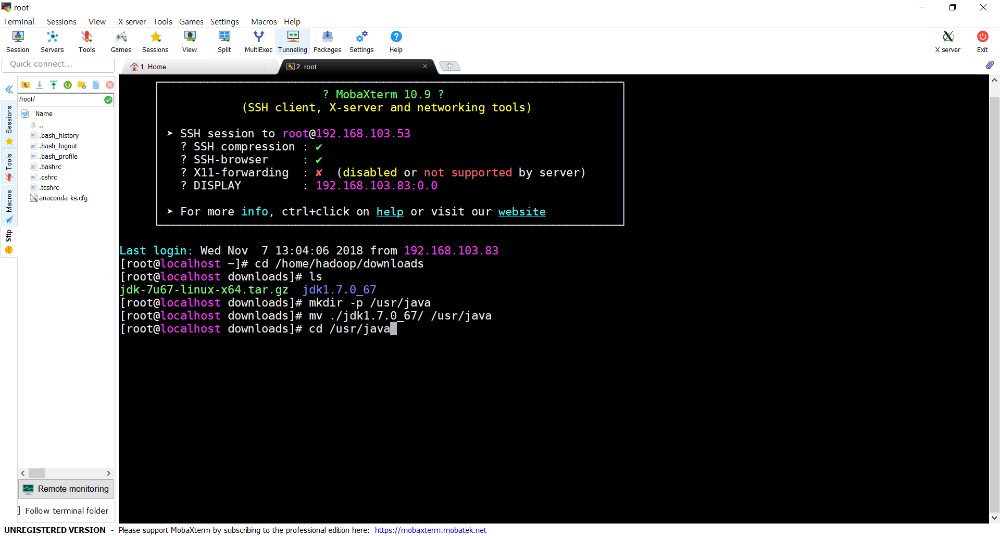 root
Terminal Sessions View X server Tools Games Settings Macros Help
Session Servers Tools Games Sessions View Split MultiExec Tunneling Packages Settings Help X server Exit
Quick connect...
1. Home
2. root
/root/
Name
..
.bash_history
.bash_logout
.bash_profile
.bashrc
.cshrc
.tcshrc
anaconda-ks.cfg
Sessions
Tools
Macros
Sftp
Remote monitoring
Follow terminal folder
? MobaXterm 10.9 ?
(SSH client, X-server and networking tools)
➤ SSH session to root@192.168.103.53
? SSH compression : ✔
? SSH-browser : ✔
? X11-forwarding : ✘ (disabled or not supported by server)
? DISPLAY : 192.168.103.83:0.0
➤ For more info, ctrl+click on help or visit our website
Last login: Wed Nov  7 13:04:06 2018 from 192.168.103.83
[root@localhost ~]# cd /home/hadoop/downloads
[root@localhost downloads]# ls
jdk-7u67-linux-x64.tar.gz  jdk1.7.0_67
[root@localhost downloads]# mkdir -p /usr/java
[root@localhost downloads]# mv ./jdk1.7.0_67/ /usr/java
[root@localhost downloads]# cd /usr/java
UNREGISTERED VERSION - Please support MobaXterm by subscribing to the professional edition here: https://mobaxterm.mobatek.net